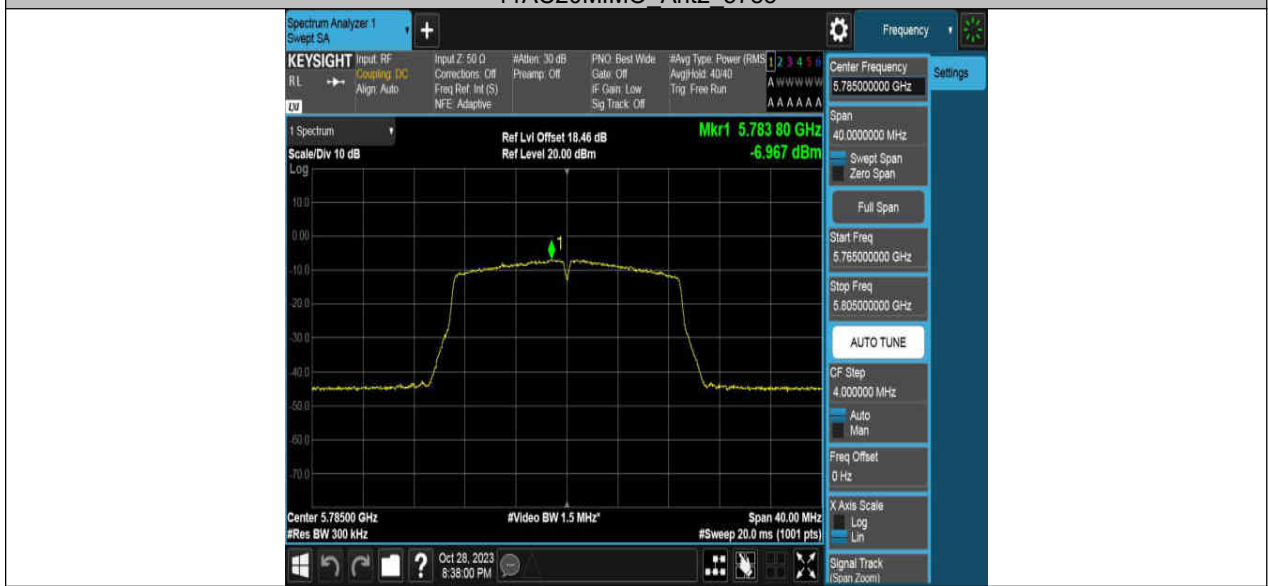 Spectrum Analyzer 1
Swept SA
+
Frequency
KEYSIGHT
Input: RF
Coupling: DC
Align: Auto
Input Z: 50 Ω
Corrections: Off
Freq Ref: Int (S)
NFE: Adaptive
#Atten: 30 dB
Preamp: Off
PNO: Best Wide
Gate: Off
IF Gain: Low
Sig Track: Off
#Avg Type: Power (RMS
Avg|Hold: 40/40
Trig: Free Run
1 2 3 4 5 6
A W W W W W
A A A A A A
RL
LXI
1 Spectrum
Scale/Div 10 dB
Ref Lvl Offset 18.46 dB
Ref Level 20.00 dBm
Mkr1 5.783 80 GHz
-6.967 dBm
Log
10.0
0.00
-10.0
-20.0
-30.0
-40.0
-50.0
-60.0
-70.0
1
Center 5.78500 GHz
#Res BW 300 kHz
#Video BW 1.5 MHz*
Span 40.00 MHz
#Sweep 20.0 ms (1001 pts)
Center Frequency
5.785000000 GHz
Settings
Span
40.0000000 MHz
Swept Span
Zero Span
Full Span
Start Freq
5.765000000 GHz
Stop Freq
5.805000000 GHz
AUTO TUNE
CF Step
4.000000 MHz
Auto
Man
Freq Offset
0 Hz
X Axis Scale
Log
Lin
Signal Track
(Span Zoom)
?
Oct 28, 2023
8:38:00 PM